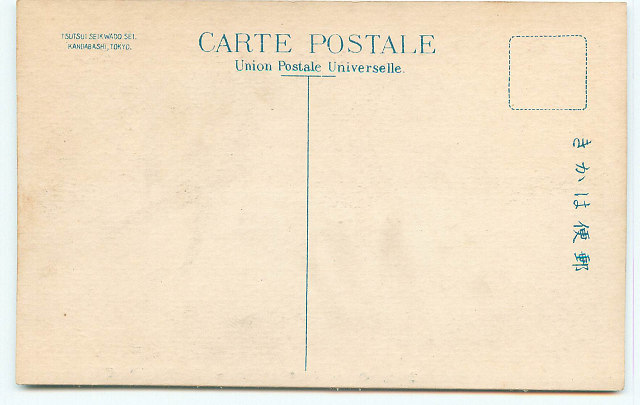 TSUTSUI SEIKWADO SEI.
KANDABASHI, TOKYO.
CARTE POSTALE
Union Postale Universelle.
郵便はかき